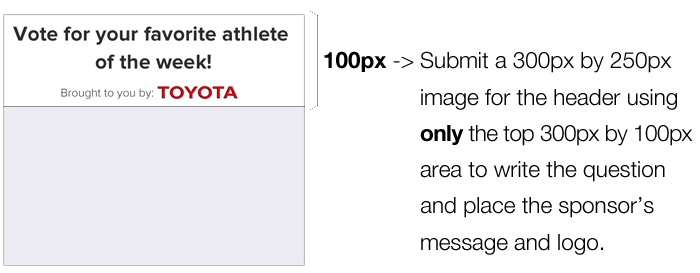 Vote for your favorite athlete
of the week!
Brought to you by: TOYOTA
100px -> Submit a 300px by 250px
image for the header using
only the top 300px by 100px
area to write the question
and place the sponsor's
message and logo.